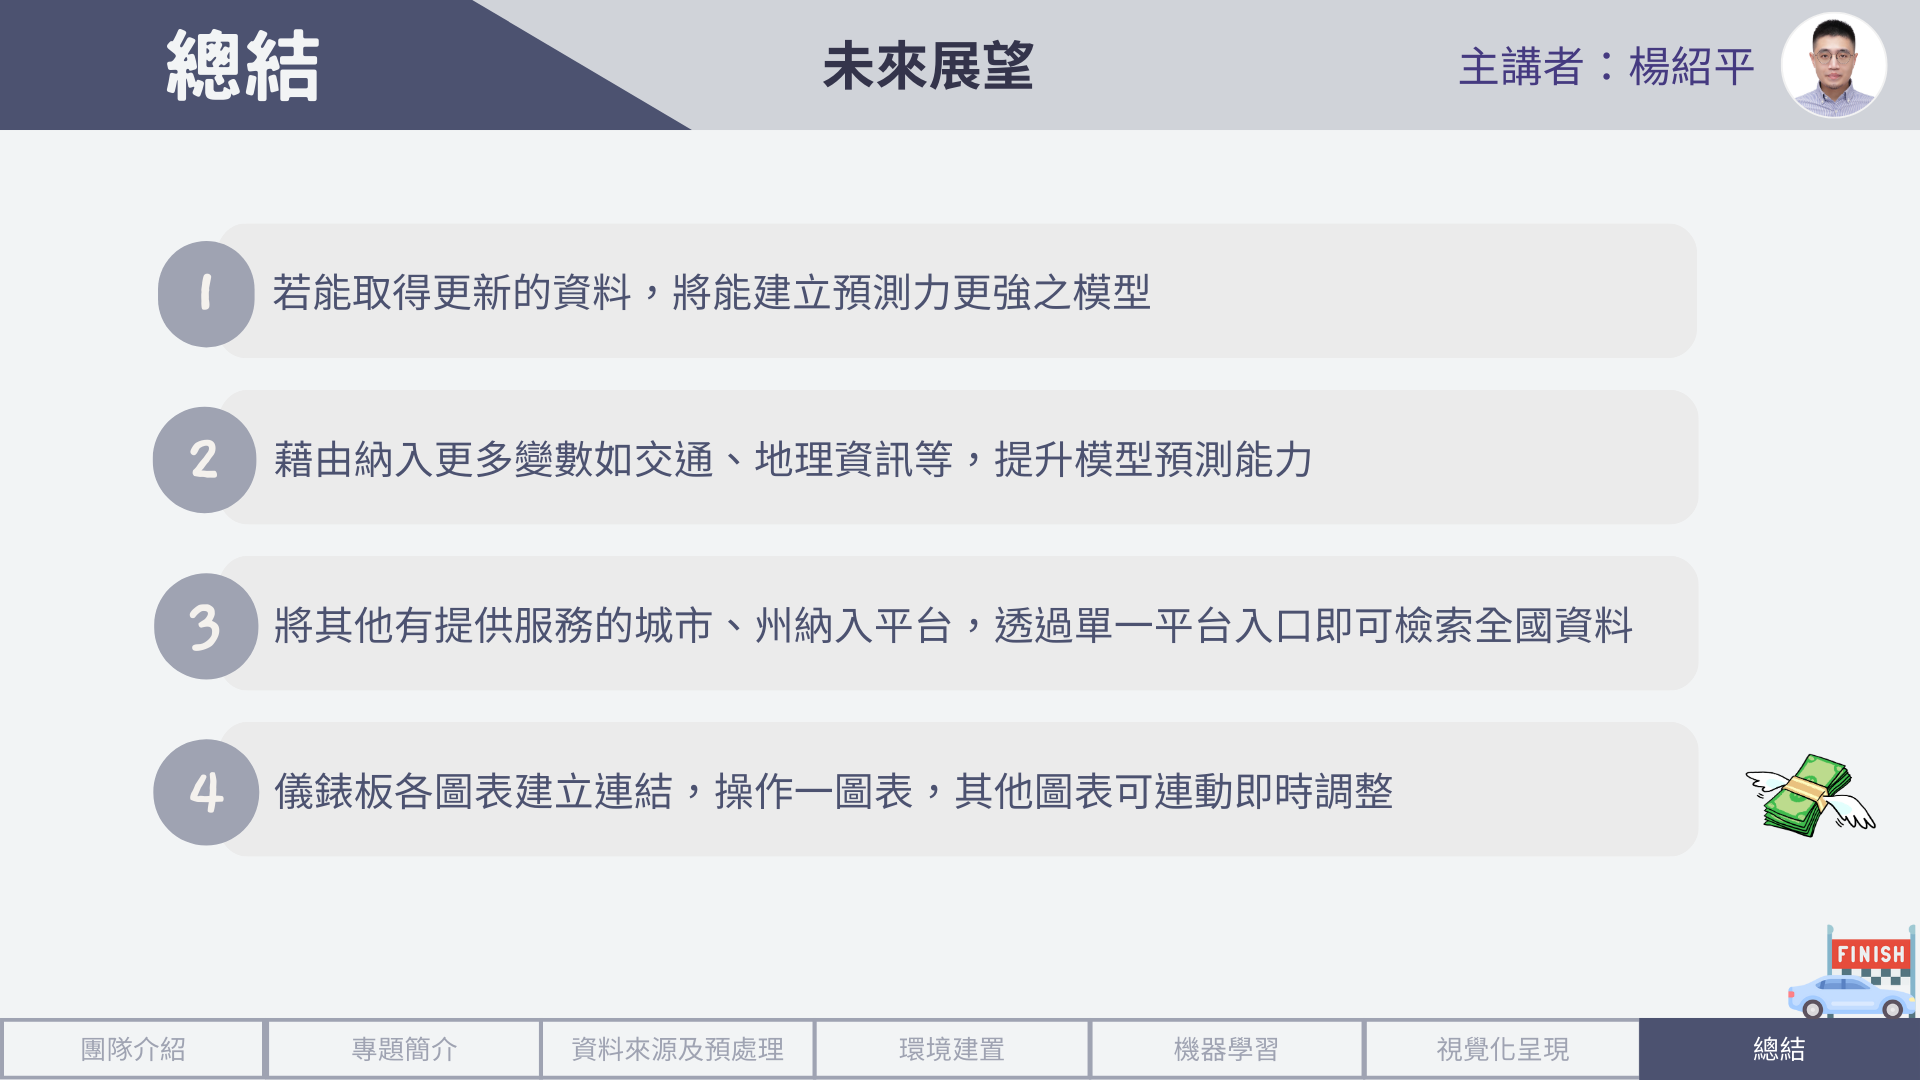 總結
未來展望
主講者：楊紹平
1
若能取得更新的資料，將能建立預測力更強之模型
2
藉由納入更多變數如交通、地理資訊等，提升模型預測能力
3
將其他有提供服務的城市、州納入平台，透過單一平台入口即可檢索全國資料
4
儀錶板各圖表建立連結，操作一圖表，其他圖表可連動即時調整
FINISH
團隊介紹
專題簡介
資料來源及預處理
環境建置
機器學習
視覺化呈現
總結